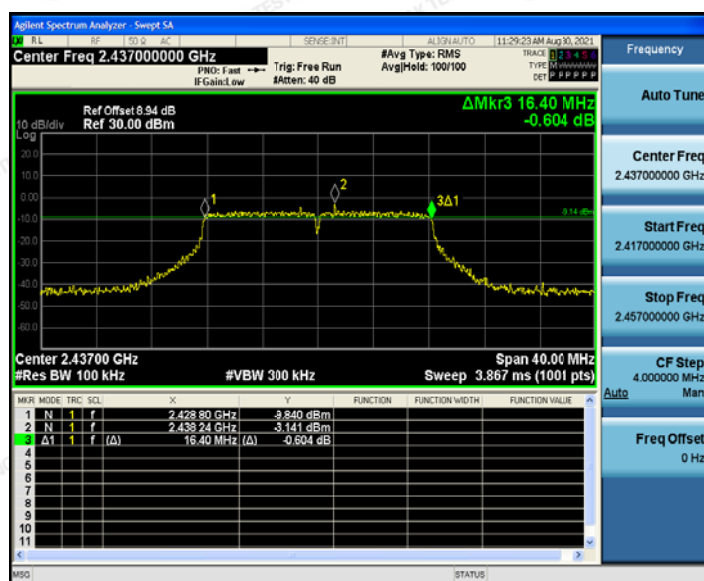 Agilent Spectrum Analyzer - Swept SA
RL RF 50 Ω AC SENSE:INT ALIGN AUTO 11:29:23 AM Aug 30, 2021
Center Freq 2.437000000 GHz
PNO: Fast
IFGain:Low
Trig: Free Run
#Atten: 40 dB
#Avg Type: RMS
Avg|Hold: 100/100
TRACE 1 2 3 4 5 6
TYPE M
DET P P P P P P
Ref Offset 8.94 dB
Ref 30.00 dBm
ΔMkr3 16.40 MHz
-0.604 dB
10 dB/div
Log
20.0
10.0
0.00
-10.0
-20.0
-30.0
-40.0
-50.0
-60.0
1
2
3Δ1
-9.14 dBm
Center 2.43700 GHz
#Res BW 100 kHz
#VBW 300 kHz
Span 40.00 MHz
Sweep 3.867 ms (1001 pts)
MKR MODE TRC SCL X Y FUNCTION FUNCTION WIDTH FUNCTION VALUE
1 N 1 f 2.428 80 GHz -9.840 dBm
2 N 1 f 2.438 24 GHz -3.141 dBm
3 Δ1 1 f (Δ) 16.40 MHz (Δ) -0.604 dB
4
5
6
7
8
9
10
11
MSG STATUS
Frequency
Auto Tune
Center Freq
2.437000000 GHz
Start Freq
2.417000000 GHz
Stop Freq
2.457000000 GHz
CF Step
4.000000 MHz
Auto Man
Freq Offset
0 Hz